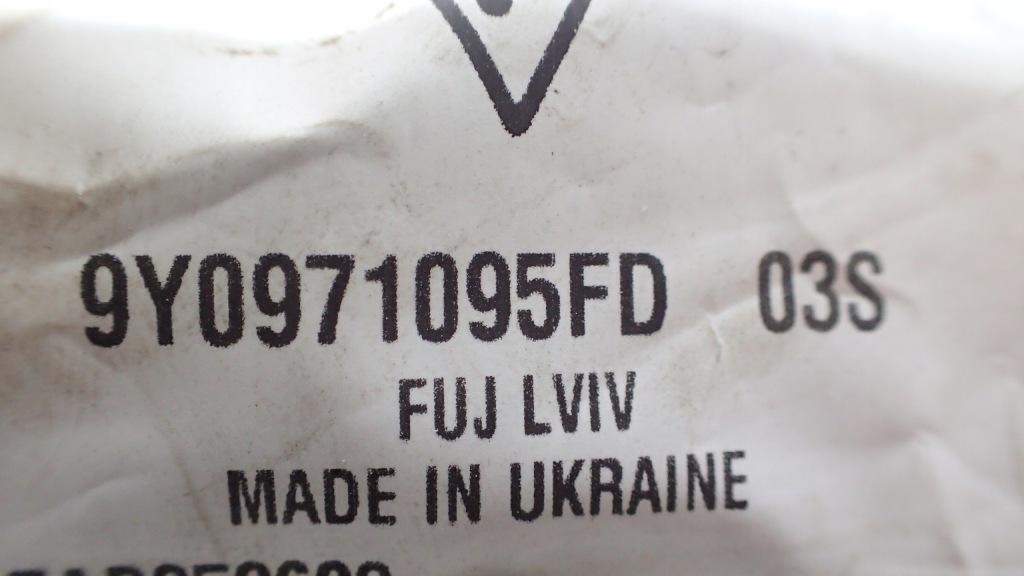 9Y0971095FD 03S
FUJ LVIV
MADE IN UKRAINE